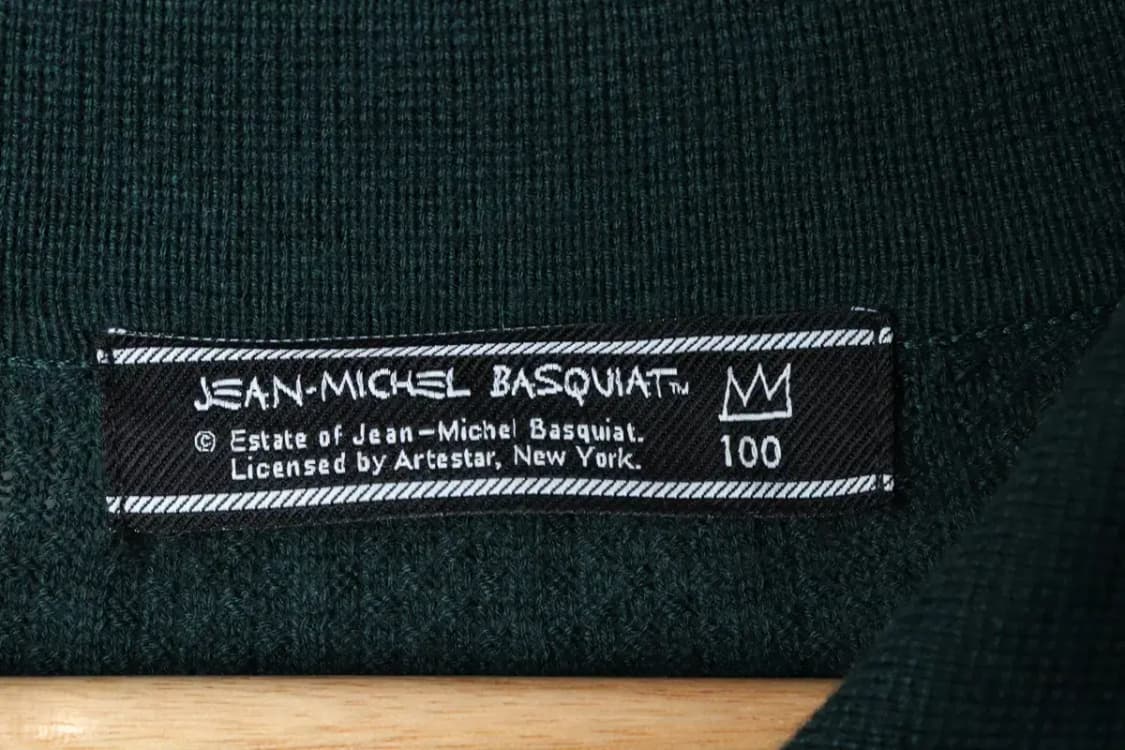 JEAN-MICHEL BASQUIAT™
© Estate of Jean-Michel Basquiat.
Licensed by Artestar, New York.
100